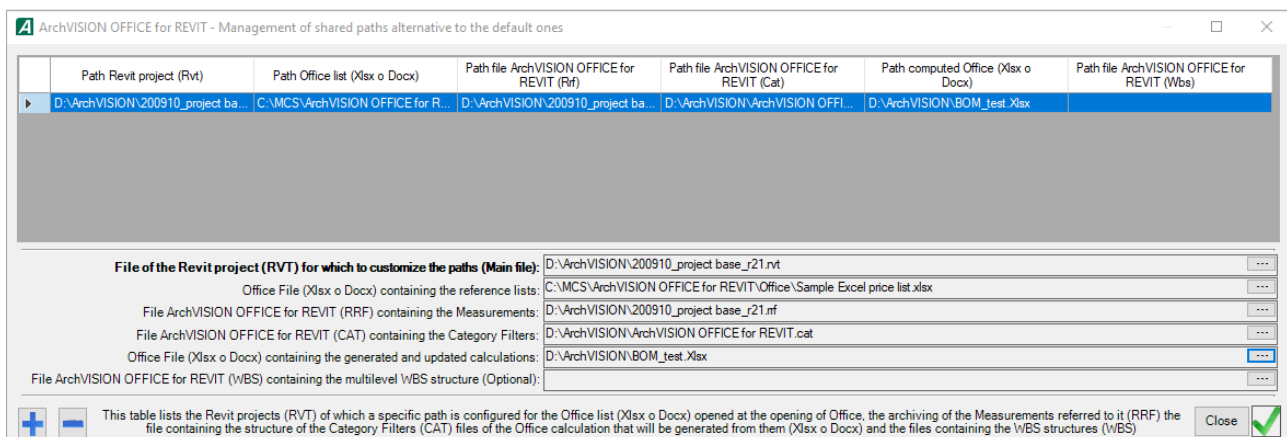 ArchVISION OFFICE for REVIT - Management of shared paths alternative to the default ones
Path Revit project (Rvt)
Path Office list (Xlsx o Docx)
Path file ArchVISION OFFICE for
REVIT (Rrf)
Path file ArchVISION OFFICE for
REVIT (Cat)
Path computed Office (Xlsx o
Docx)
Path file ArchVISION OFFICE for
REVIT (Wbs)
D:\ArchVISION\200910_project ba...
C:\MCS\ArchVISION OFFICE for R...
D:\ArchVISION\200910_project ba...
D:\ArchVISION\ArchVISION OFFI...
D:\ArchVISION\BOM_test.Xlsx
File of the Revit project (RVT) for which to customize the paths (Main file): D:\ArchVISION\200910_project base_r21.rvt ...
Office File (Xlsx o Docx) containing the reference lists: C:\MCS\ArchVISION OFFICE for REVIT\Office\Sample Excel price list.xlsx ...
File ArchVISION OFFICE for REVIT (RRF) containing the Measurements: D:\ArchVISION\200910_project base_r21.rrf ...
File ArchVISION OFFICE for REVIT (CAT) containing the Category Filters: D:\ArchVISION\ArchVISION OFFICE for REVIT.cat ...
Office File (Xlsx o Docx) containing the generated and updated calculations: D:\ArchVISION\BOM_test.Xlsx ...
File ArchVISION OFFICE for REVIT (WBS) containing the multilevel WBS structure (Optional): ...
This table lists the Revit projects (RVT) of which a specific path is configured for the Office list (Xlsx o Docx) opened at the opening of Office, the archiving of the Measurements referred to it (RRF) the
file containing the structure of the Category Filters (CAT) files of the Office calculation that will be generated from them (Xlsx o Docx) and the files containing the WBS structures (WBS)
Close